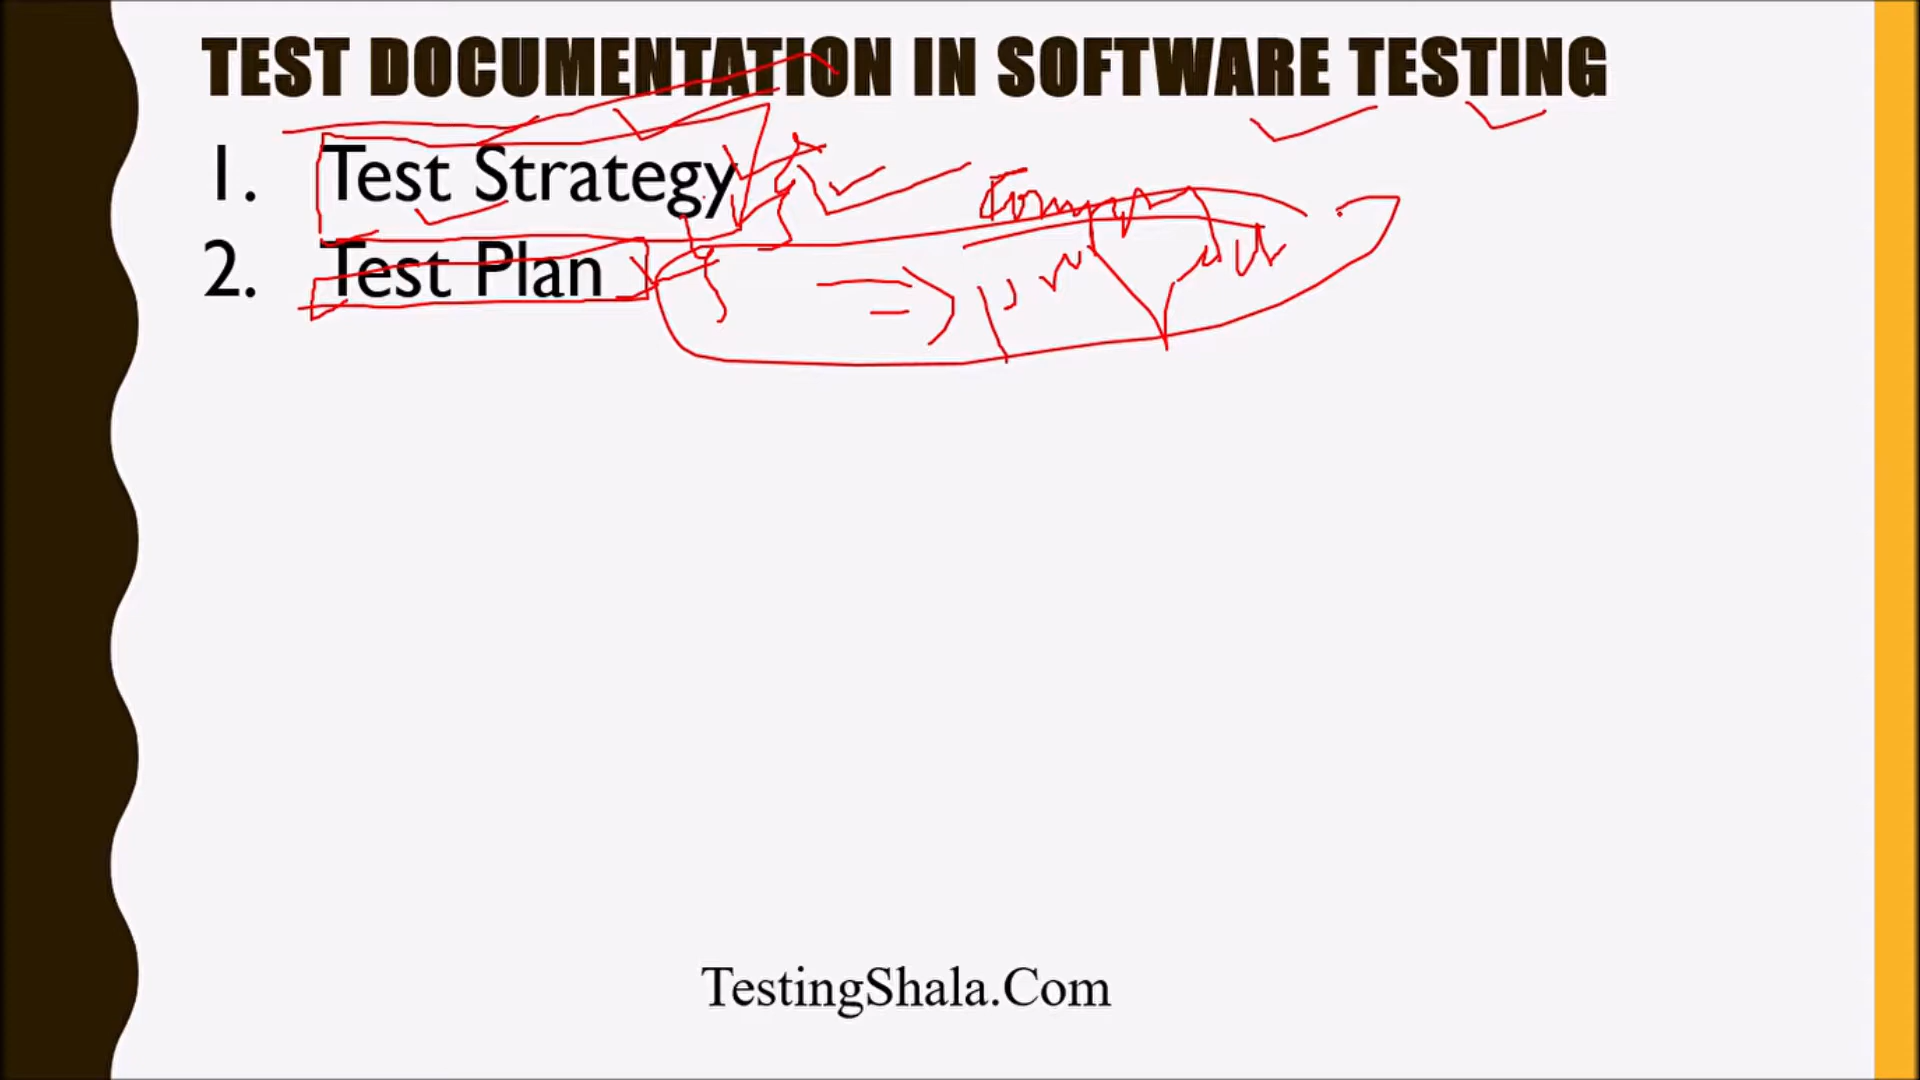 TEST DOCUMENTATION IN SOFTWARE TESTING
1. Test Strategy
2. Test Plan
TestingShala.Com